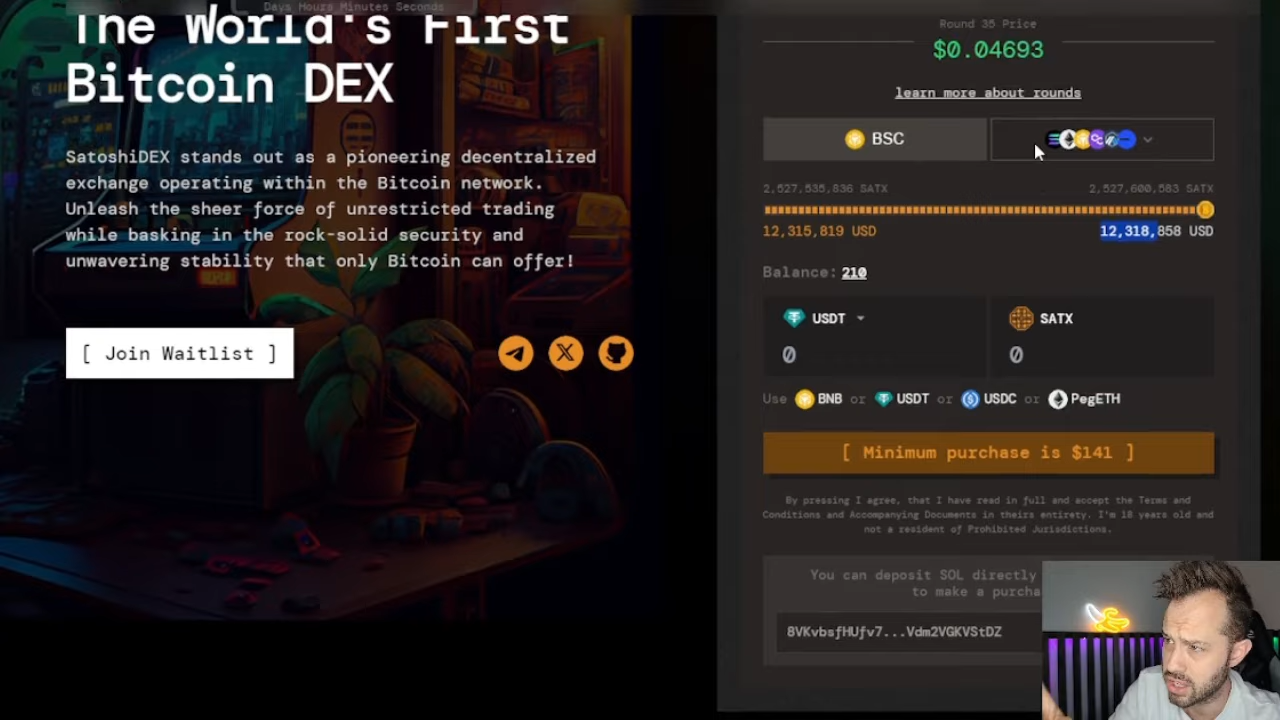 Days Hours Minutes Seconds
The World's First
Bitcoin DEX
SatoshiDEX stands out as a pioneering decentralized
exchange operating within the Bitcoin network.
Unleash the sheer force of unrestricted trading
while basking in the rock-solid security and
unwavering stability that only Bitcoin can offer!
[ Join Waitlist ]
Round 35 Price
$0.04693
learn more about rounds
BSC
2,527,535,836 SATX 2,527,600,583 SATX
12,315,819 USD 12,318,858 USD
Balance: 210
USDT SATX
0 0
Use BNB or USDT or USDC or PegETH
[ Minimum purchase is $141 ]
By pressing I agree, that I have read in full and accept the Terms and
Conditions and Accompanying Documents in theirs entirety. I'm 18 years old and
not a resident of Prohibited Jurisdictions.
You can deposit SOL directly
to make a purcha
8VKvbsfHUfv7...Vdm2VGKVStDZ